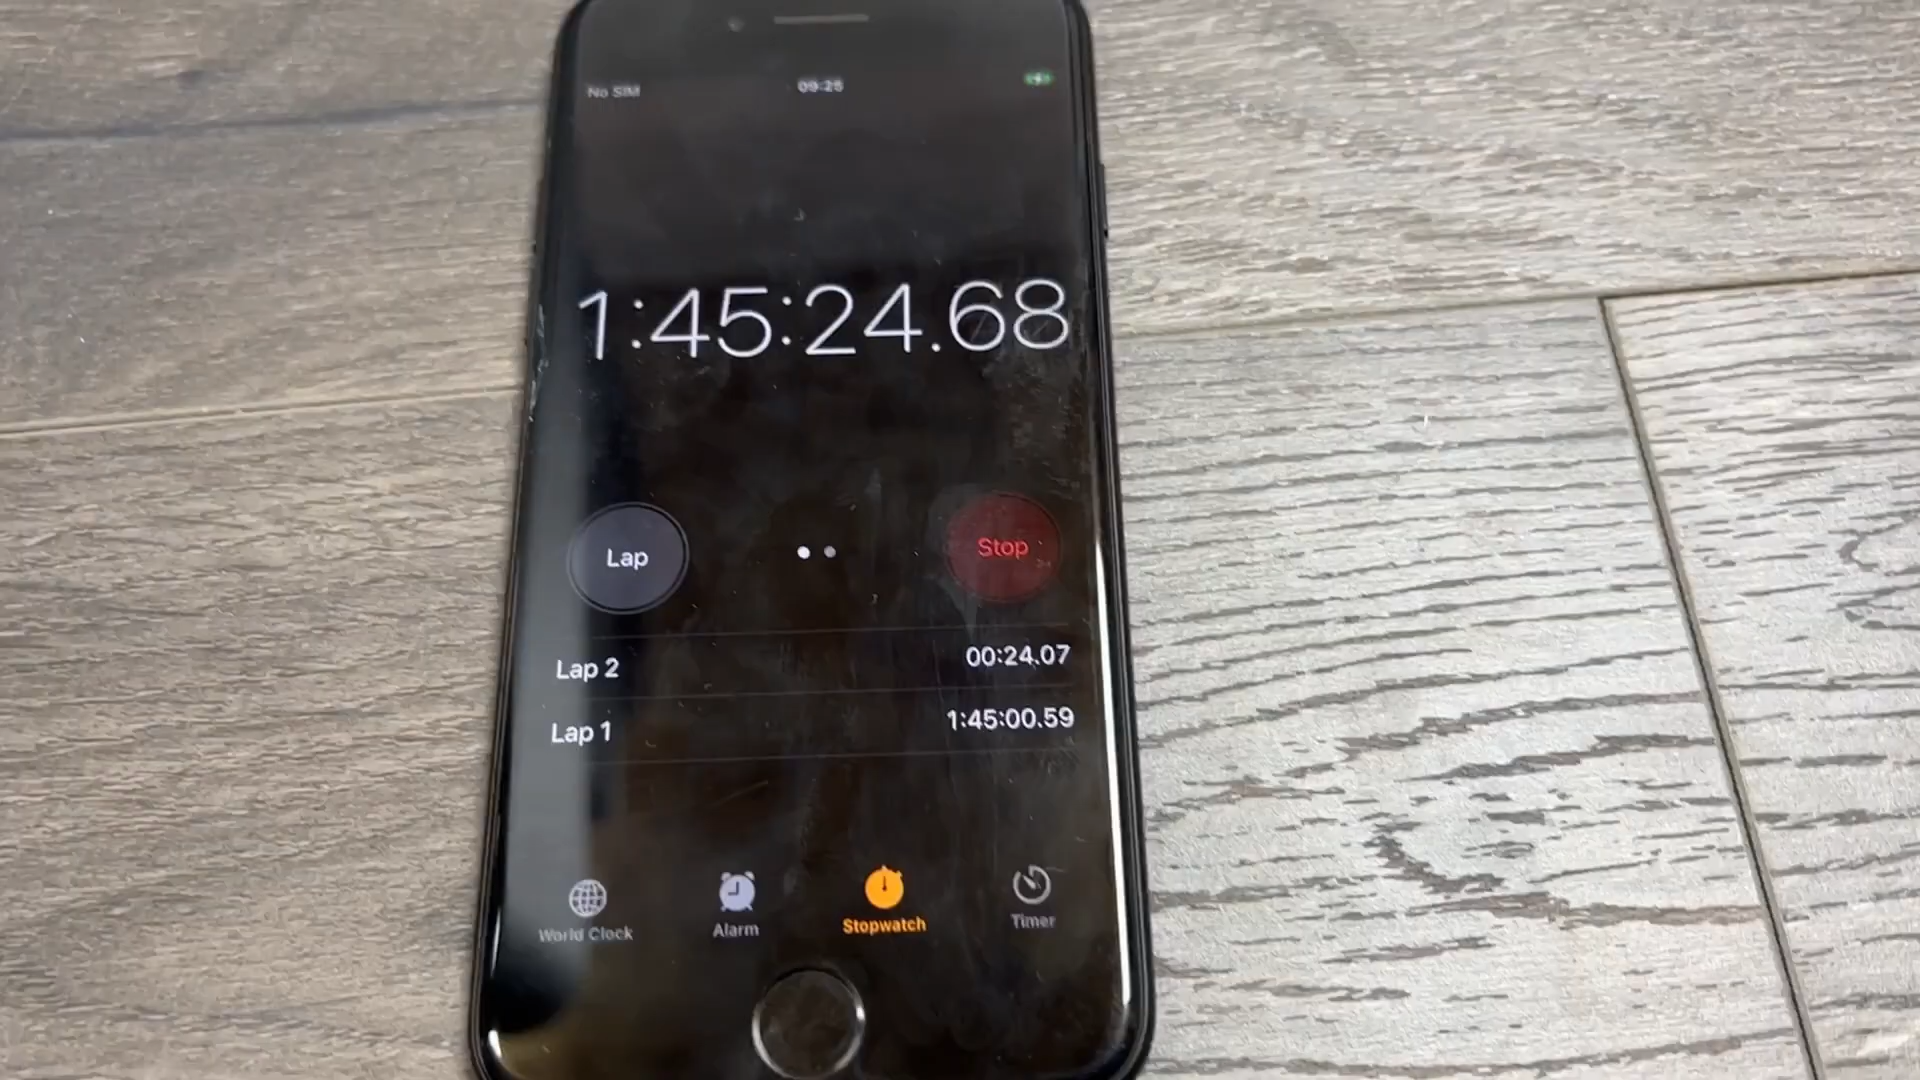 No SIM 09:25
1:45:24.68
Lap Stop
Lap 2 00:24.07
Lap 1 1:45:00.59
World Clock Alarm Stopwatch Timer